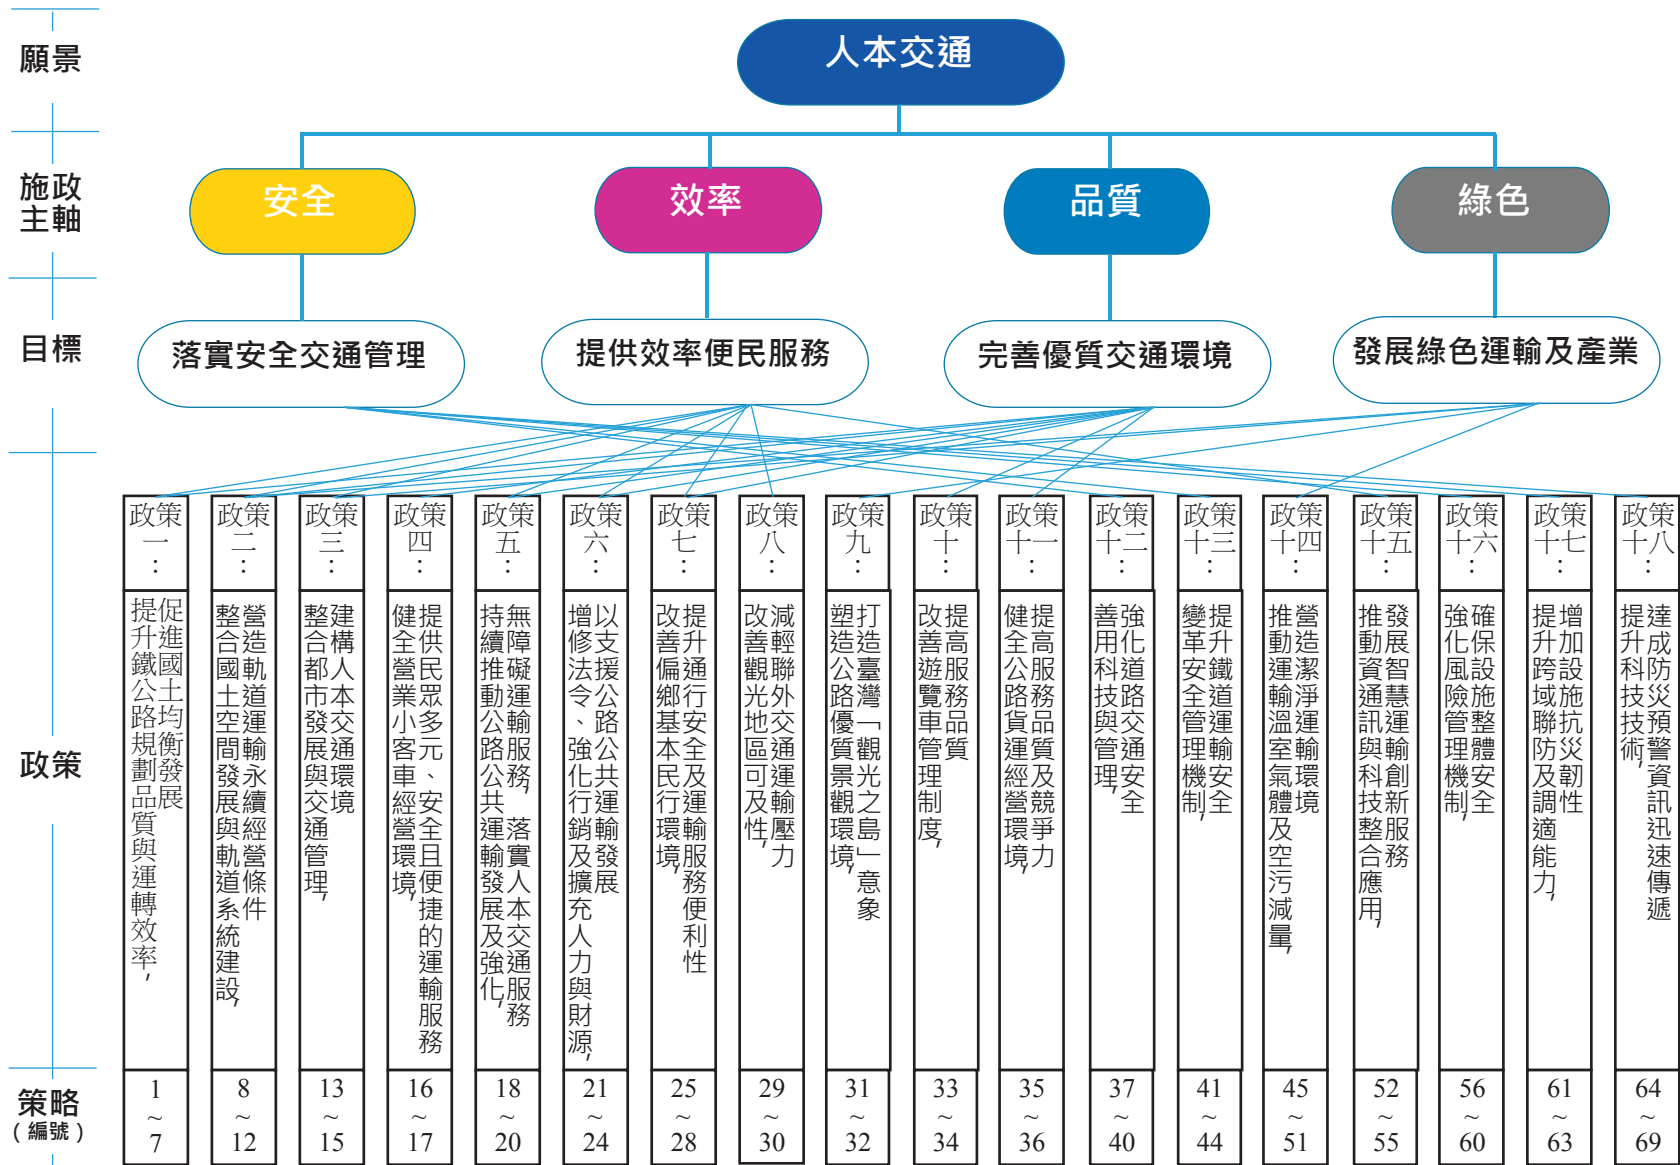 願景
人本交通
施政
主軸
安全
效率
品質
綠色
目標
落實安全交通管理
提供效率便民服務
完善優質交通環境
發展綠色運輸及產業
政策
政策一：
提升鐵公路規劃品質與運轉效率，
促進國土均衡發展
政策二：
整合國土空間發展與軌道系統建設，
營造軌道運輸永續經營條件
政策三：
整合都市發展與交通管理，
建構人本交通環境
政策四：
健全營業小客車經營環境，
提供民眾多元、安全且便捷的運輸服務
政策五：
持續推動公路公共運輸發展及強化，
無障礙運輸服務，落實人本交通服務
政策六：
增修法令、強化行銷及擴充人力與財源，
以支援公路公共運輸發展
政策七：
改善偏鄉基本民行環境，
提升通行安全及運輸服務便利性
政策八：
改善觀光地區可及性，
減輕聯外交通運輸壓力
政策九：
塑造公路優質景觀環境，
打造臺灣「觀光之島」意象
政策十：
改善遊覽車管理制度，
提高服務品質
政策十一：
健全公路貨運經營環境，
提高服務品質及競爭力
政策十二：
善用科技與管理，
強化道路交通安全
政策十三：
變革安全管理機制，
提升鐵道運輸安全
政策十四：
推動運輸溫室氣體及空污減量，
營造潔淨運輸環境
政策十五：
推動資通訊與科技整合應用，
發展智慧運輸創新服務
政策十六：
強化風險管理機制，
確保設施整體安全
政策十七：
提升跨域聯防及調適能力，
增加設施抗災韌性
政策十八：
提升科技技術，
達成防災預警資訊迅速傳遞
策略
（編號）
1~7
8~12
13~15
16~17
18~20
21~24
25~28
29~30
31~32
33~34
35~36
37~40
41~44
45~51
52~55
56~60
61~63
64~69